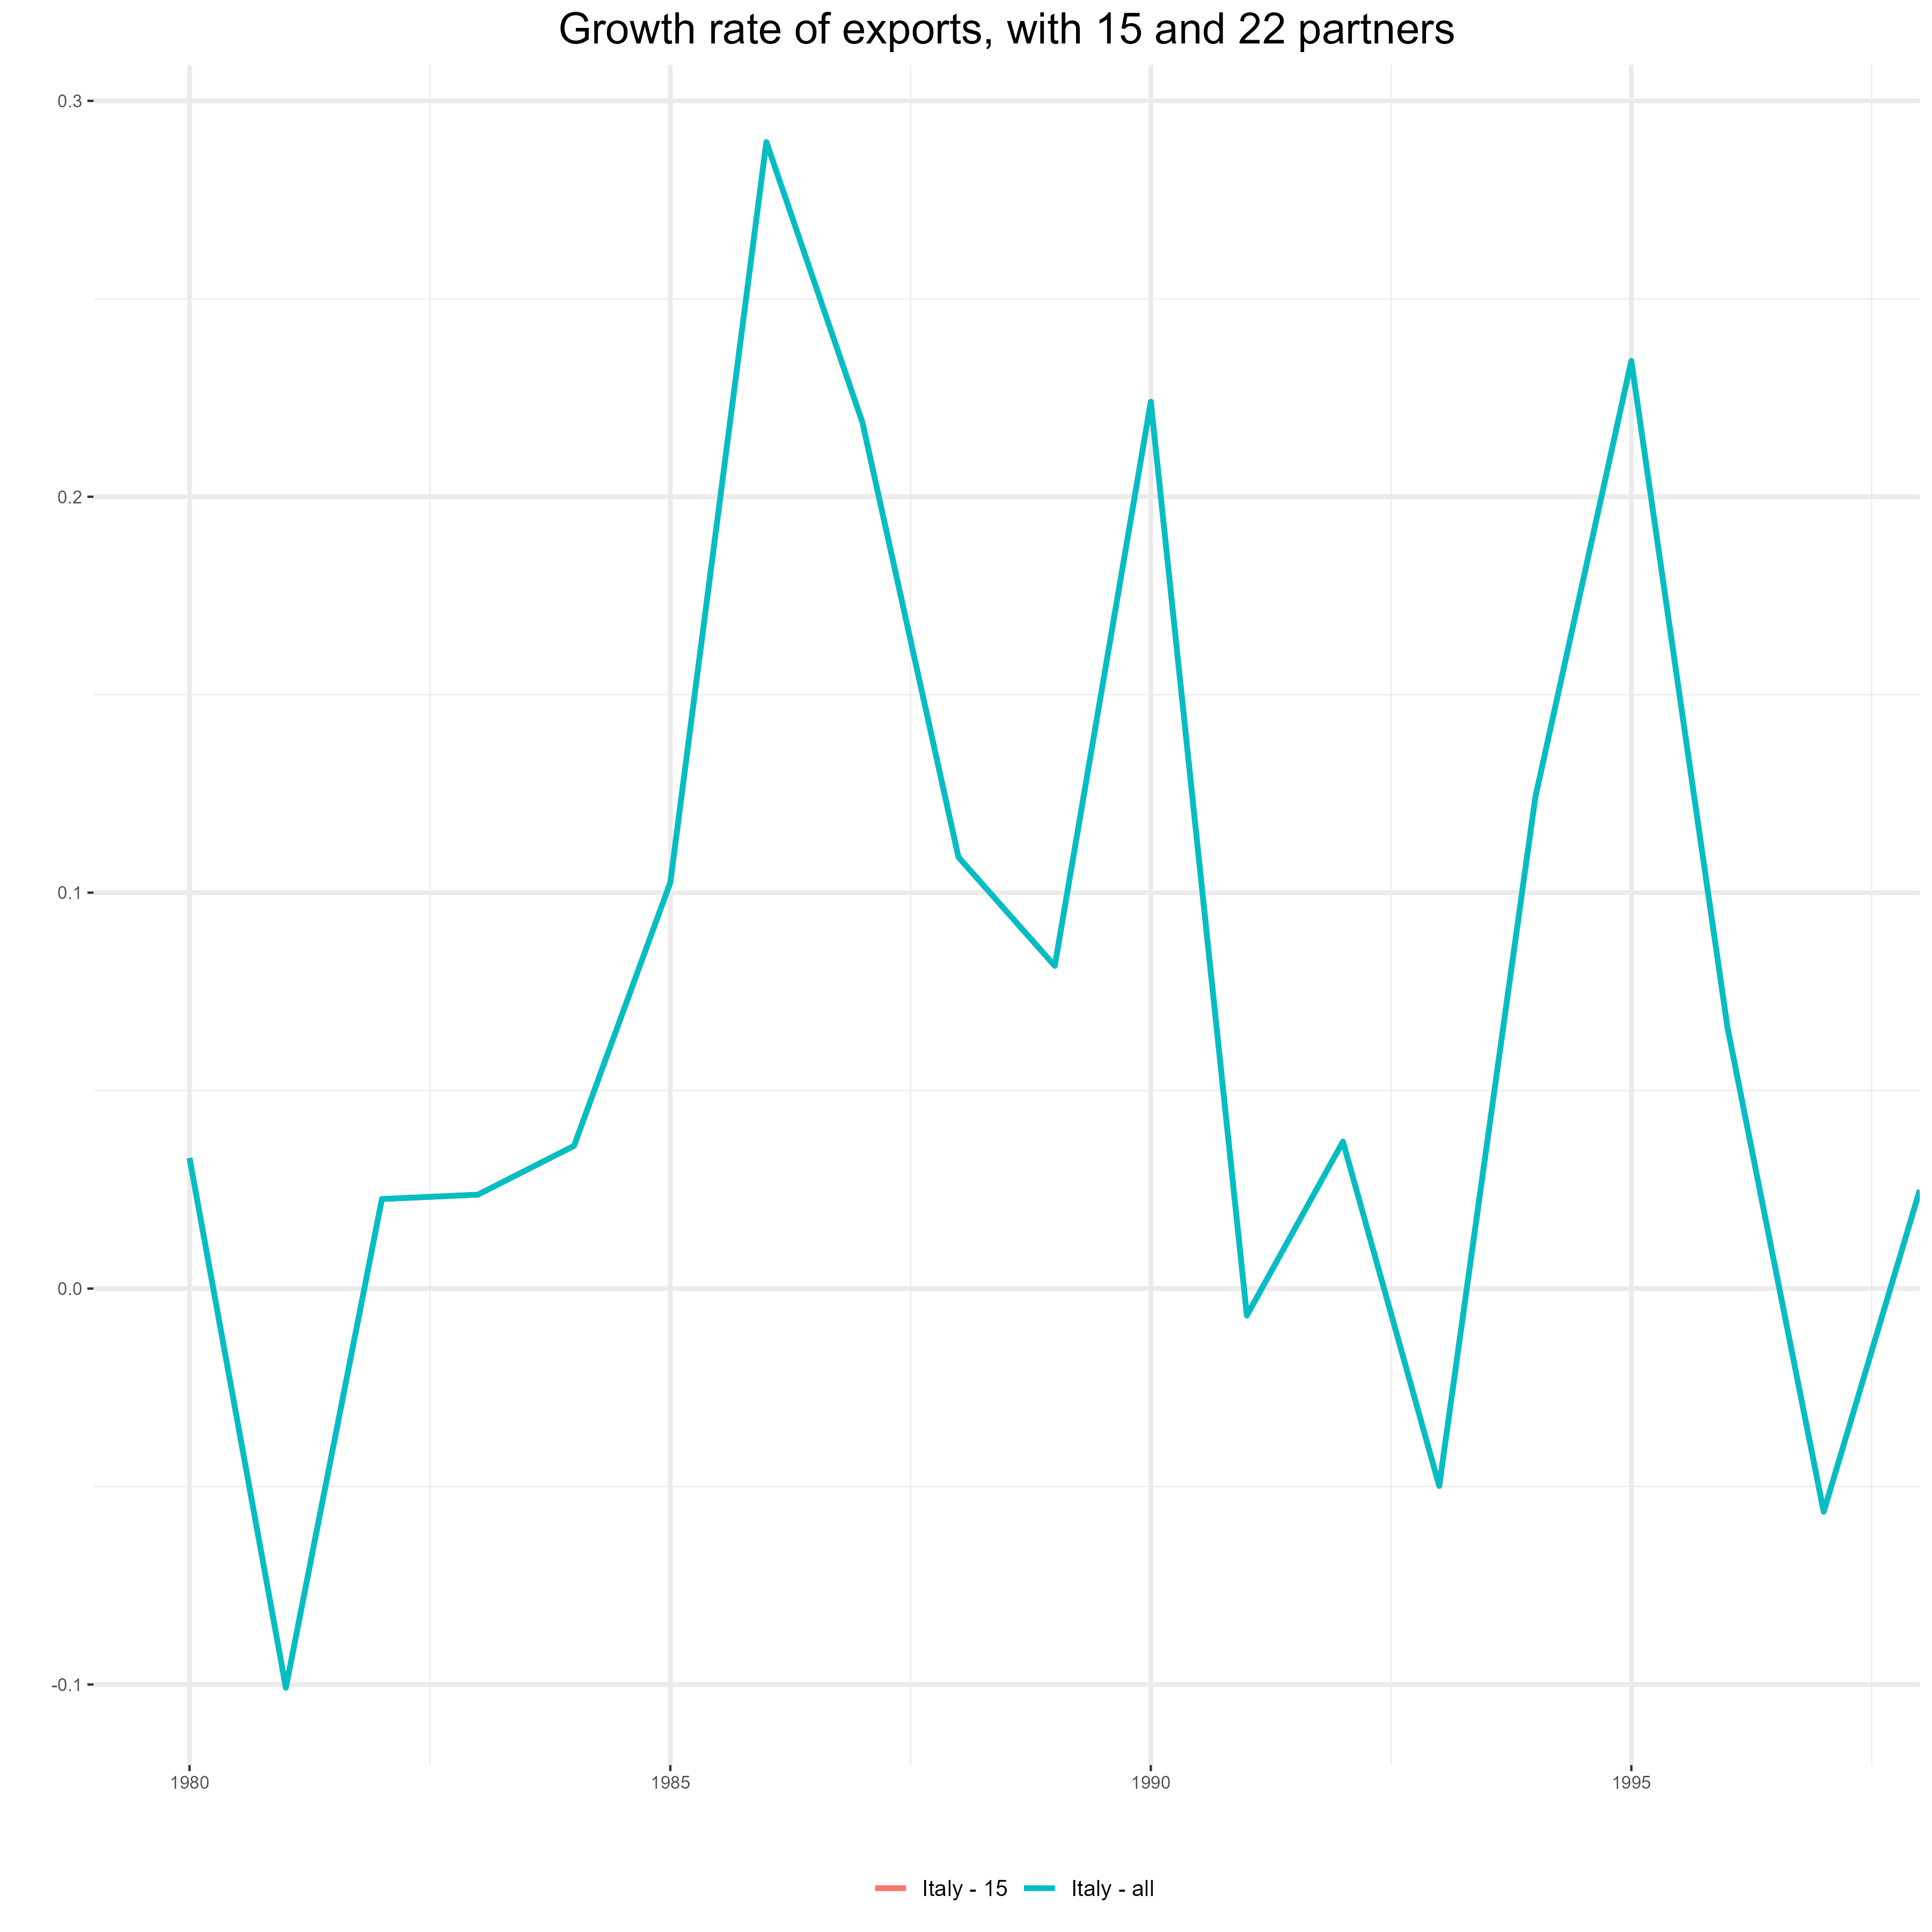 Growth rate of exports, with 15 and 22 partners
0.3
0.2
0.1
0.0
-0.1
1980 1985 1990 1995
Italy - 15 Italy - all